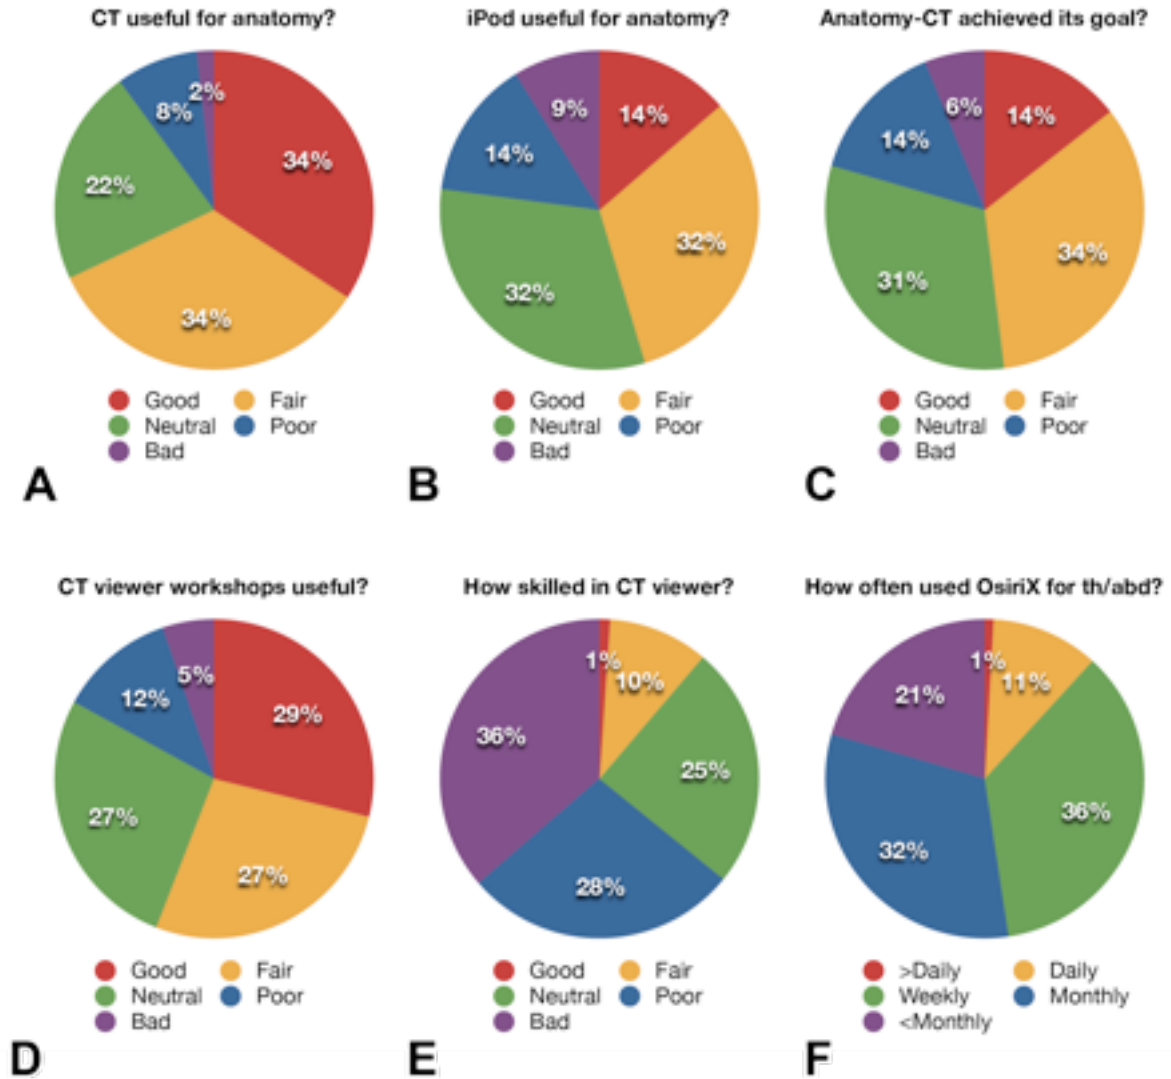 CT useful for anatomy?
2%
8%
34%
22%
34%
Good Fair
Neutral Poor
Bad
A
iPod useful for anatomy?
9%
14%
14%
32%
32%
Good Fair
Neutral Poor
Bad
B
Anatomy-CT achieved its goal?
6%
14%
14%
34%
31%
Good Fair
Neutral Poor
Bad
C
CT viewer workshops useful?
5%
12%
29%
27%
27%
Good Fair
Neutral Poor
Bad
D
How skilled in CT viewer?
1%
10%
36%
25%
28%
Good Fair
Neutral Poor
Bad
E
How often used OsiriX for th/abd?
1%
11%
21%
36%
32%
>Daily Daily
Weekly Monthly
<Monthly
F